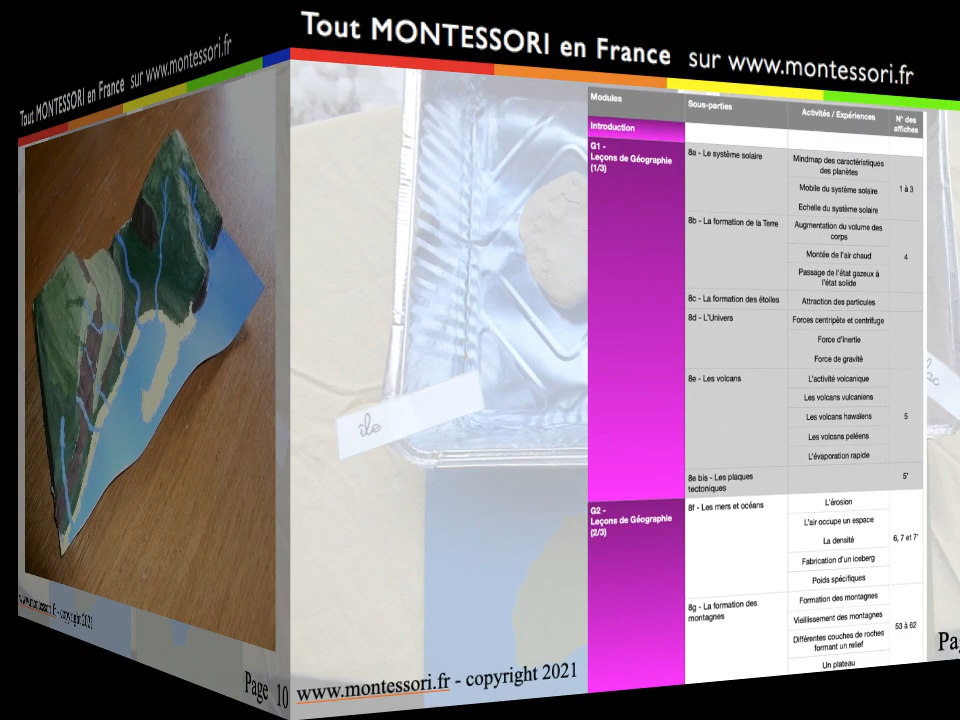 Tout MONTESSORI en France sur www.montessori.fr
www.montessori.fr - copyright 2021
Page 10
Tout MONTESSORI en France sur www.montessori.fr
île
lac
Modules Sous-parties Activités / Expériences N° des affiches
Introduction
G1 -
Leçons de Géographie
(1/3)
8a - Le système solaire
Mindmap des caractéristiques
des planètes
Mobile du système solaire
Echelle du système solaire
1 à 3
8b - La formation de la Terre
Augmentation du volume des
corps
Montée de l'air chaud
Passage de l'état gazeux à
l'état solide
4
8c - La formation des étoiles
Attraction des particules
8d - L'Univers
Forces centripète et centrifuge
Force d'inertie
Force de gravité
8e - Les volcans
L'activité volcanique
Les volcans vulcaniens
Les volcans hawaïens
Les volcans peléens
L'évaporation rapide
5
8e bis - Les plaques
tectoniques
5'
G2 -
Leçons de Géographie
(2/3)
8f - Les mers et océans
L'érosion
L'air occupe un espace
La densité
Fabrication d'un iceberg
Poids spécifiques
6, 7 et 7'
8g - La formation des
montagnes
Formation des montagnes
Vieillissement des montagnes
Différentes couches de roches
formant un relief
Un plateau
53 à 62
www.montessori.fr - copyright 2021